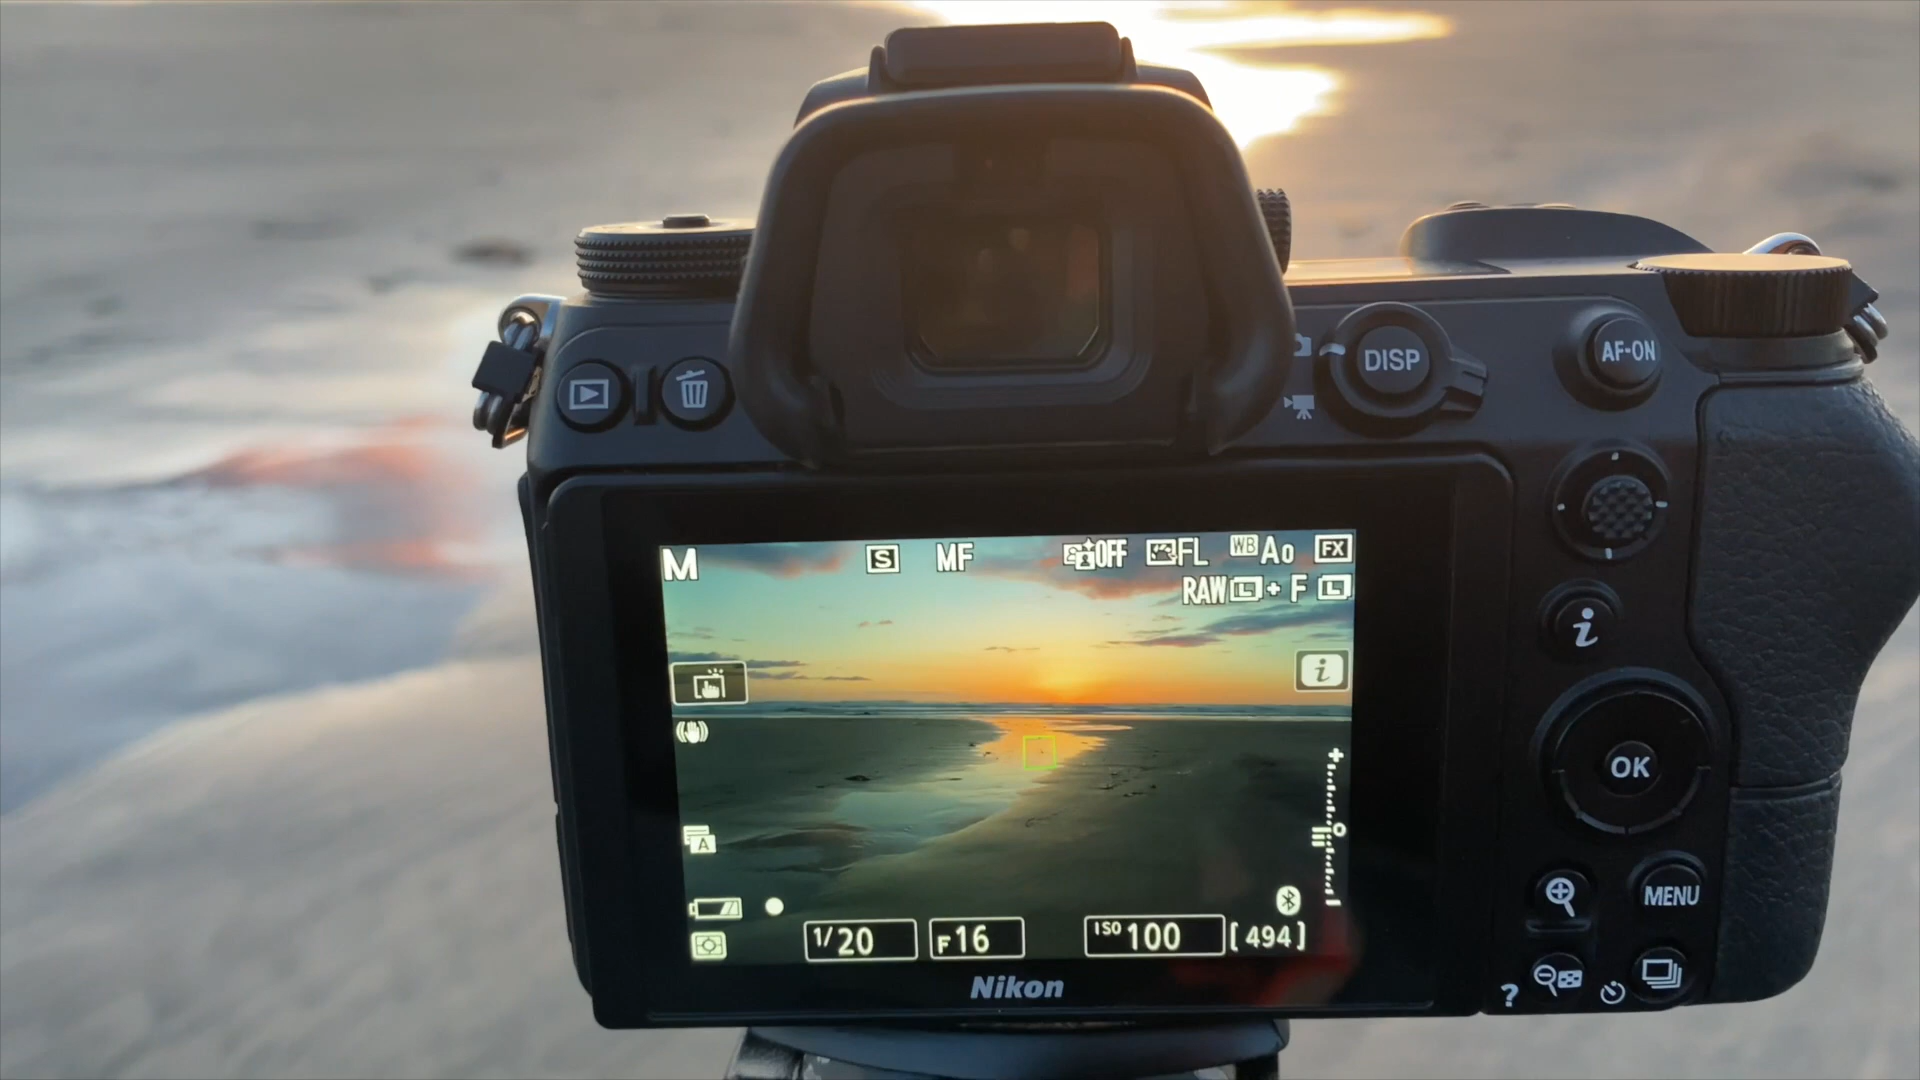 DISP
AF-ON
M S MF OFF FL WB A0 FX
RAW L + F L
i
i
A
OK
MENU
1/20 F16 ISO 100 [494]
Nikon
?